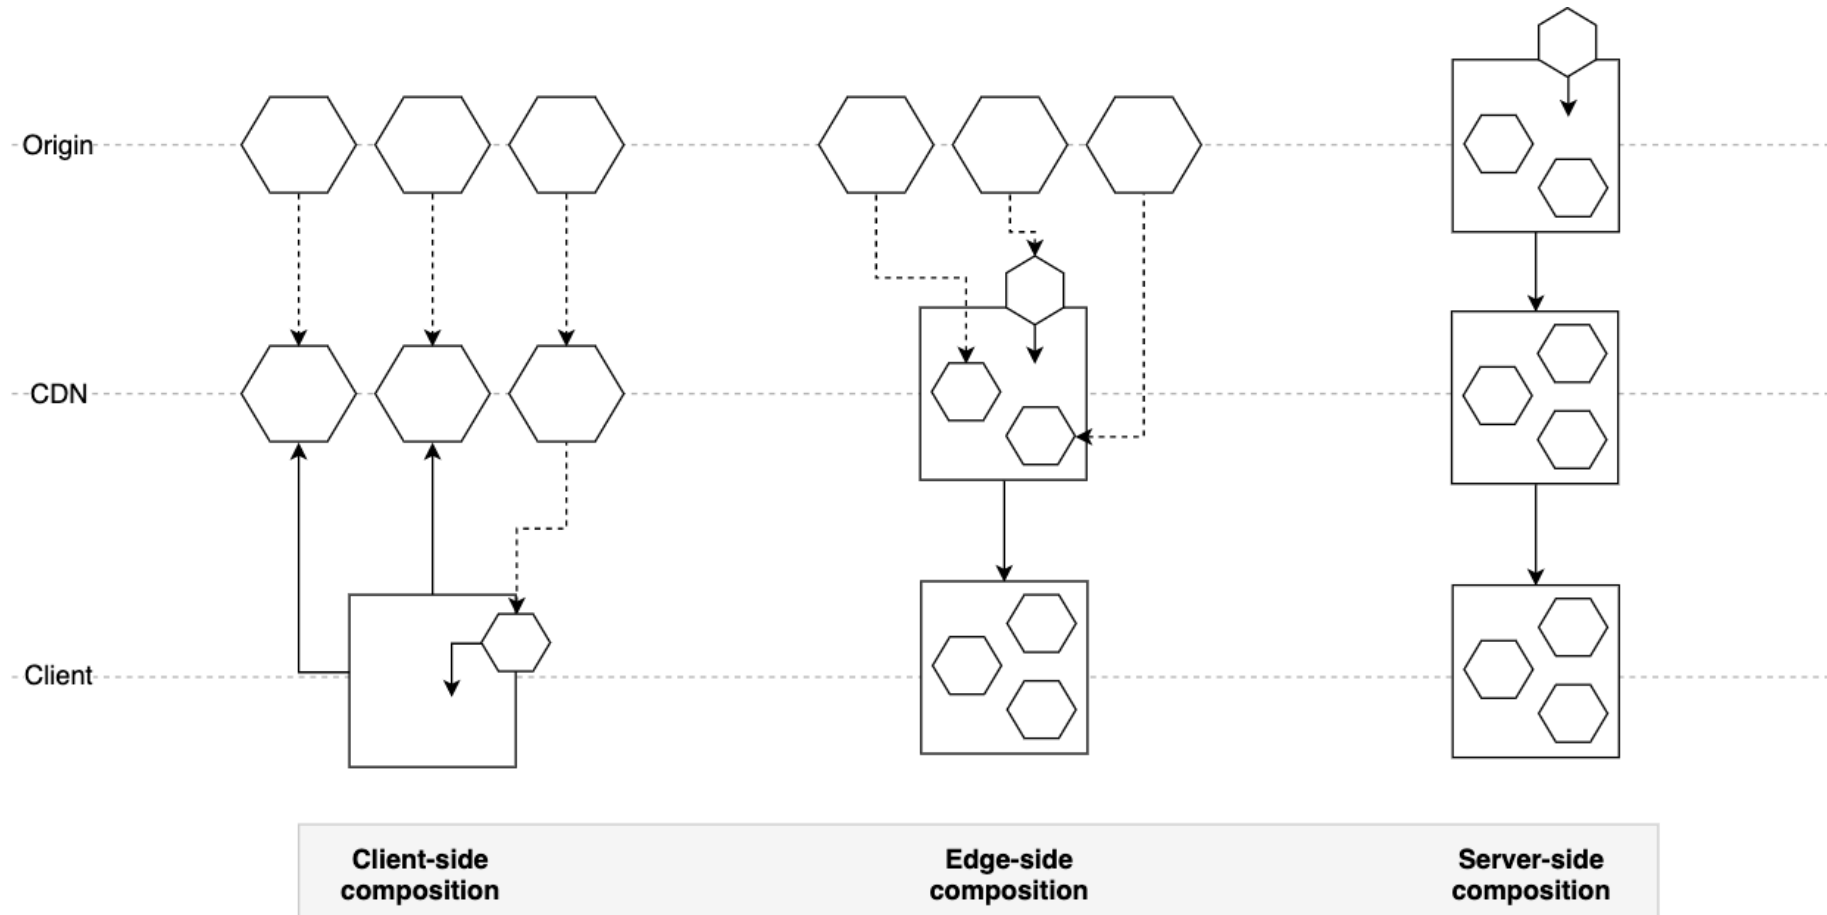 Origin
CDN
Client
Client-side
composition
Edge-side
composition
Server-side
composition